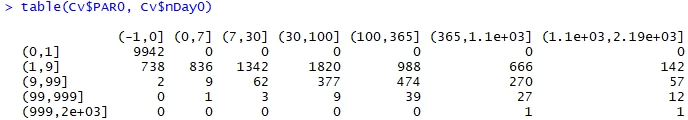 > table(Cv$PAR0, Cv$nDay0)
(-1,0] (0,7] (7,30] (30,100] (100,365] (365,1.1e+03] (1.1e+03,2.19e+03]
(0,1] 9942 0 0 0 0 0 0
(1,9] 738 836 1342 1820 988 666 142
(9,99] 2 9 62 377 474 270 57
(99,999] 0 1 3 9 39 27 12
(999,2e+03] 0 0 0 0 0 1 1